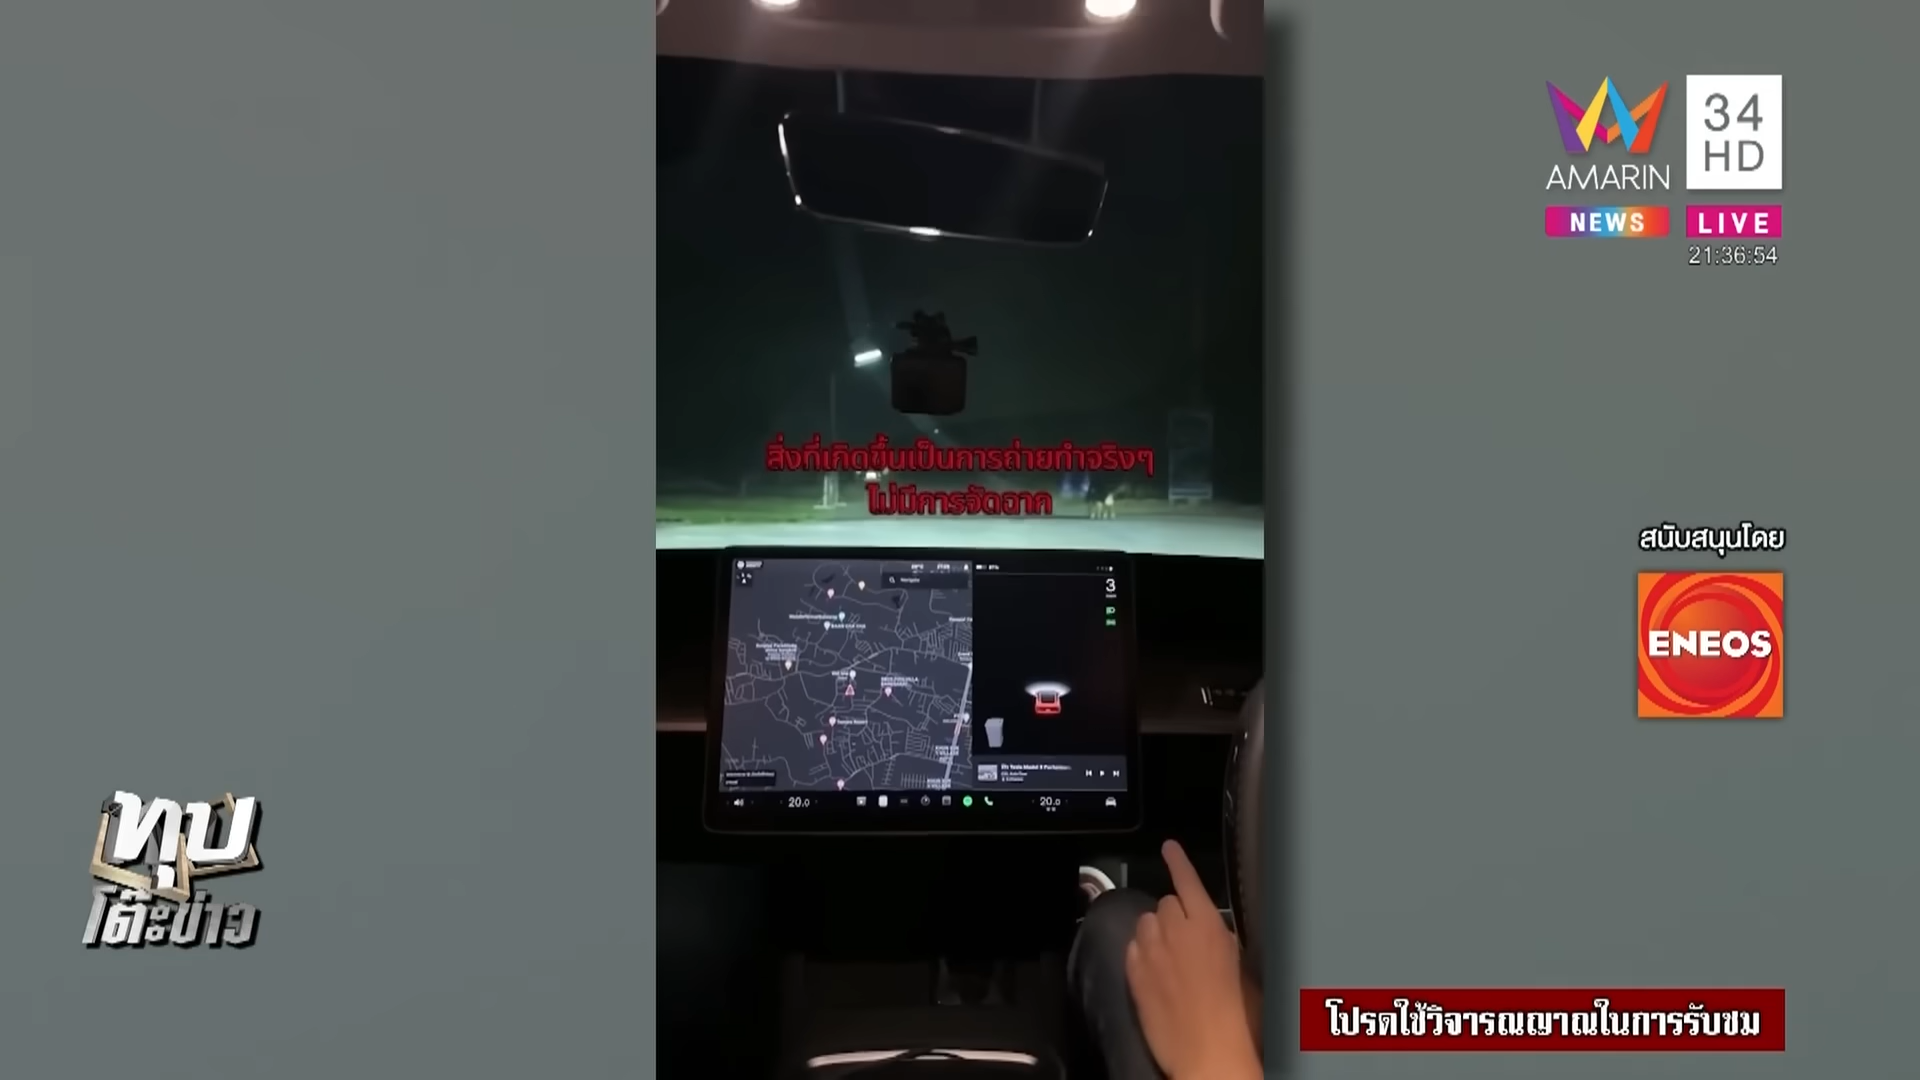 34
HD
AMARIN
NEWS
LIVE
21:36:54
สิ่งที่เกิดขึ้นเป็นการถ่ายทำจริงๆ
ไม่มีการจัดฉาก
สนับสนุนโดย
ENEOS
3
20.0
20.0
ทุบ
โต๊ะข่าว
โปรดใช้วิจารณญาณในการรับชม